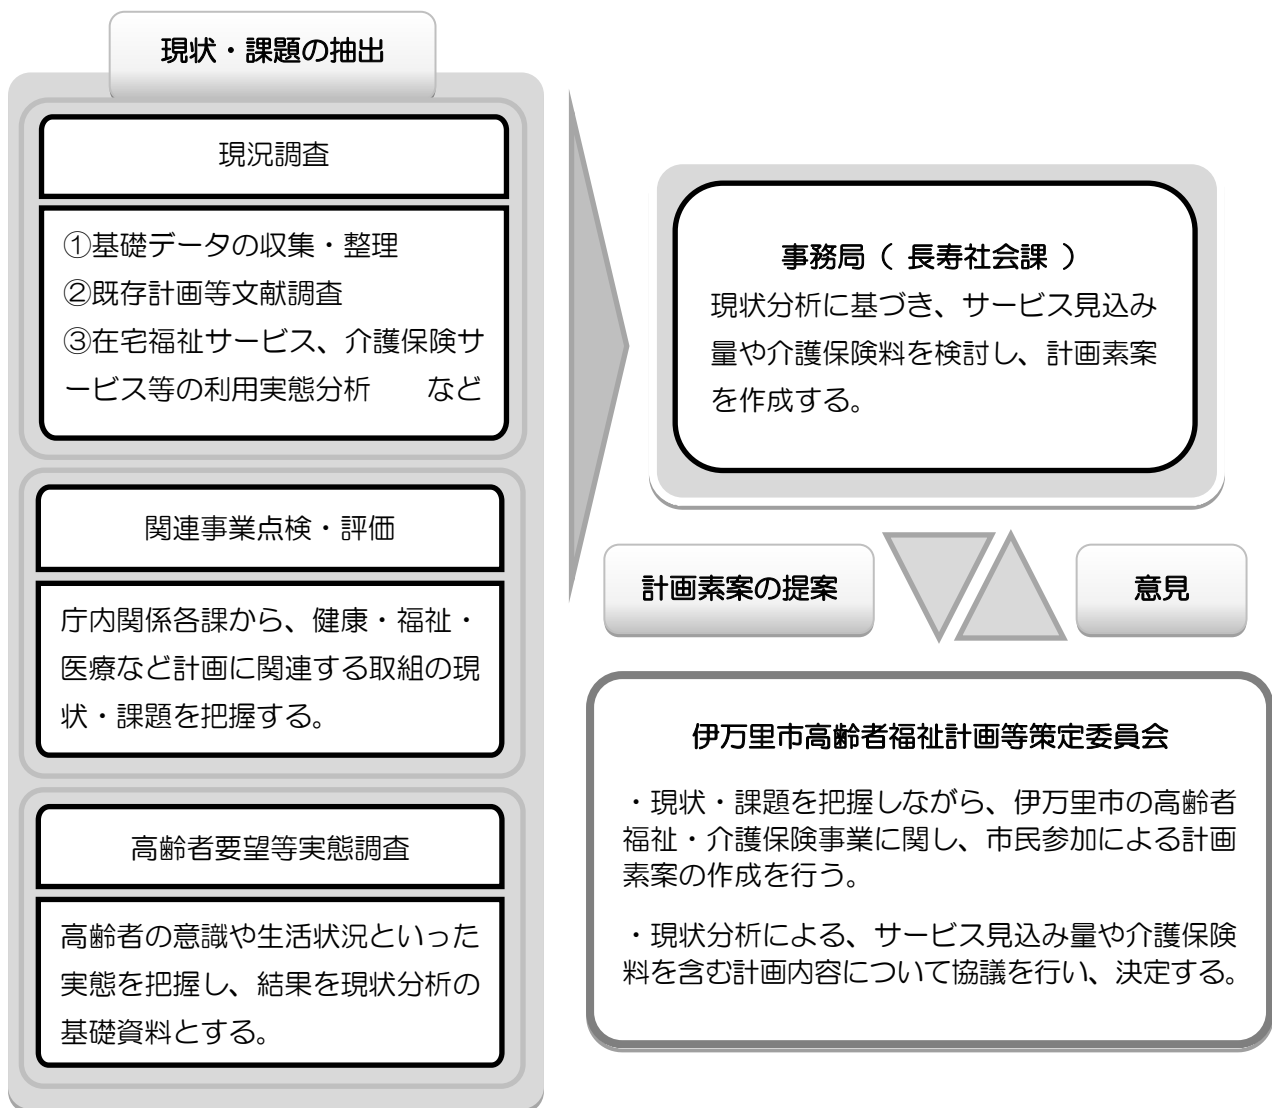 現状・課題の抽出
現況調査
①基礎データの収集・整理
②既存計画等文献調査
③在宅福祉サービス、介護保険サ
ービス等の利用実態分析　　など
関連事業点検・評価
庁内関係各課から、健康・福祉・
医療など計画に関連する取組の現
状・課題を把握する。
高齢者要望等実態調査
高齢者の意識や生活状況といった
実態を把握し、結果を現状分析の
基礎資料とする。
事務局（ 長寿社会課 ）
現状分析に基づき、サービス見込み
量や介護保険料を検討し、計画素案
を作成する。
計画素案の提案
意見
伊万里市高齢者福祉計画等策定委員会
・現状・課題を把握しながら、伊万里市の高齢者
福祉・介護保険事業に関し、市民参加による計画
素案の作成を行う。
・現状分析による、サービス見込み量や介護保険
料を含む計画内容について協議を行い、決定する。